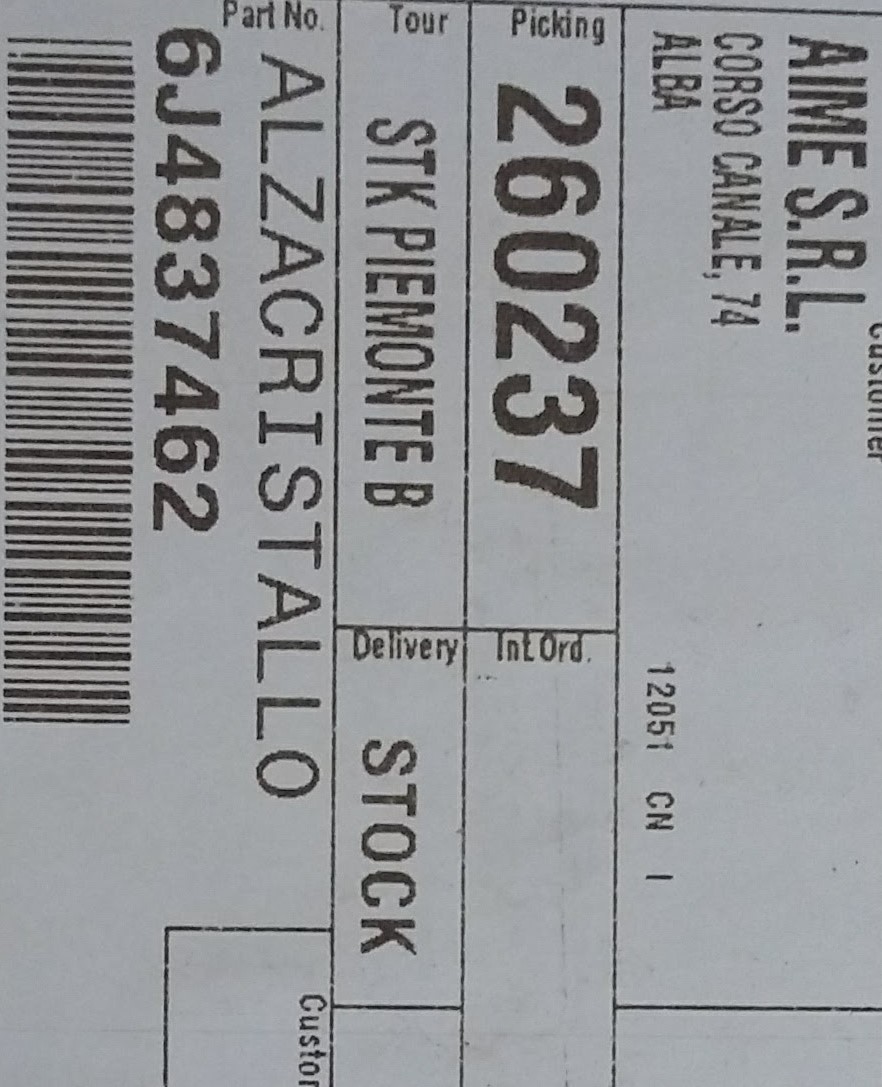 Customer
AIME S.R.L.
CORSO CANALE, 74
ALBA 12051 CN I
Picking Int.Ord.
260237
Tour Delivery
STK PIEMONTE B STOCK
Part No. Custom
ALZACRISTALLO
6J4837462